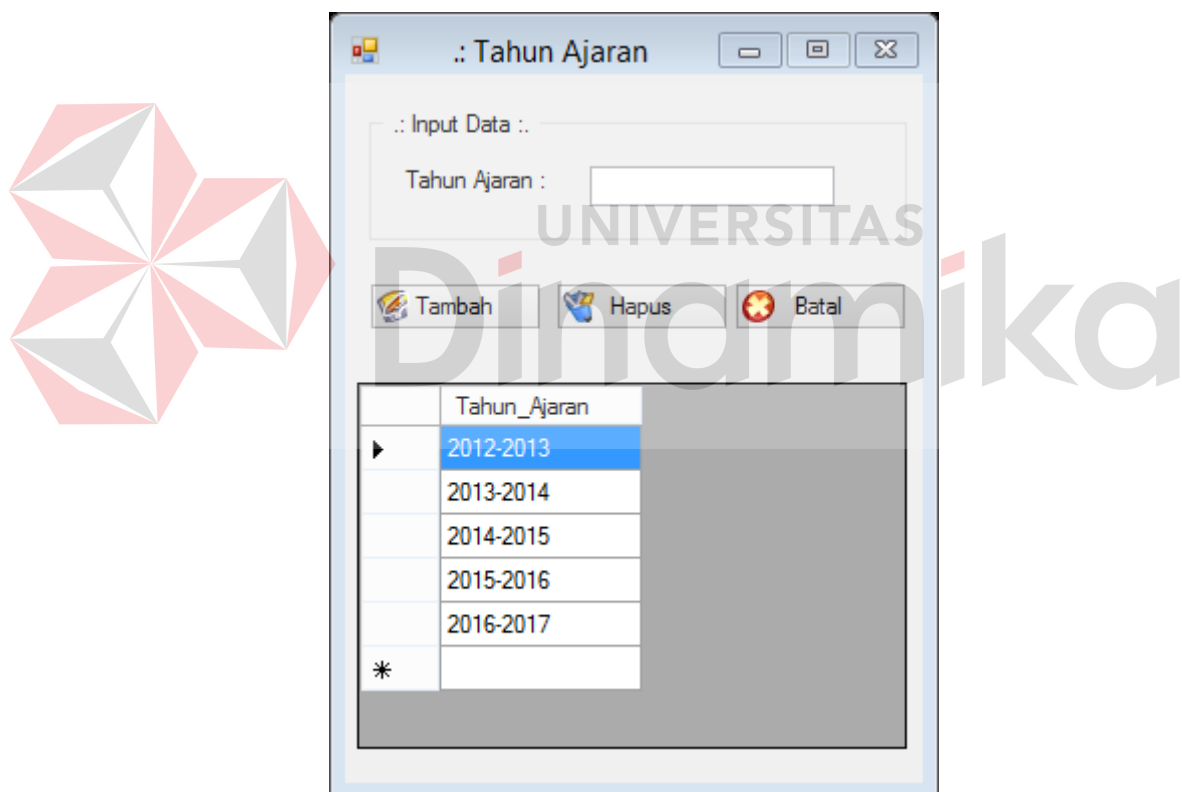 .: Tahun Ajaran
.: Input Data :.
Tahun Ajaran :
UNIVERSITAS
Dinamika
Tambah Hapus Batal
Tahun_Ajaran
2012-2013
2013-2014
2014-2015
2015-2016
2016-2017